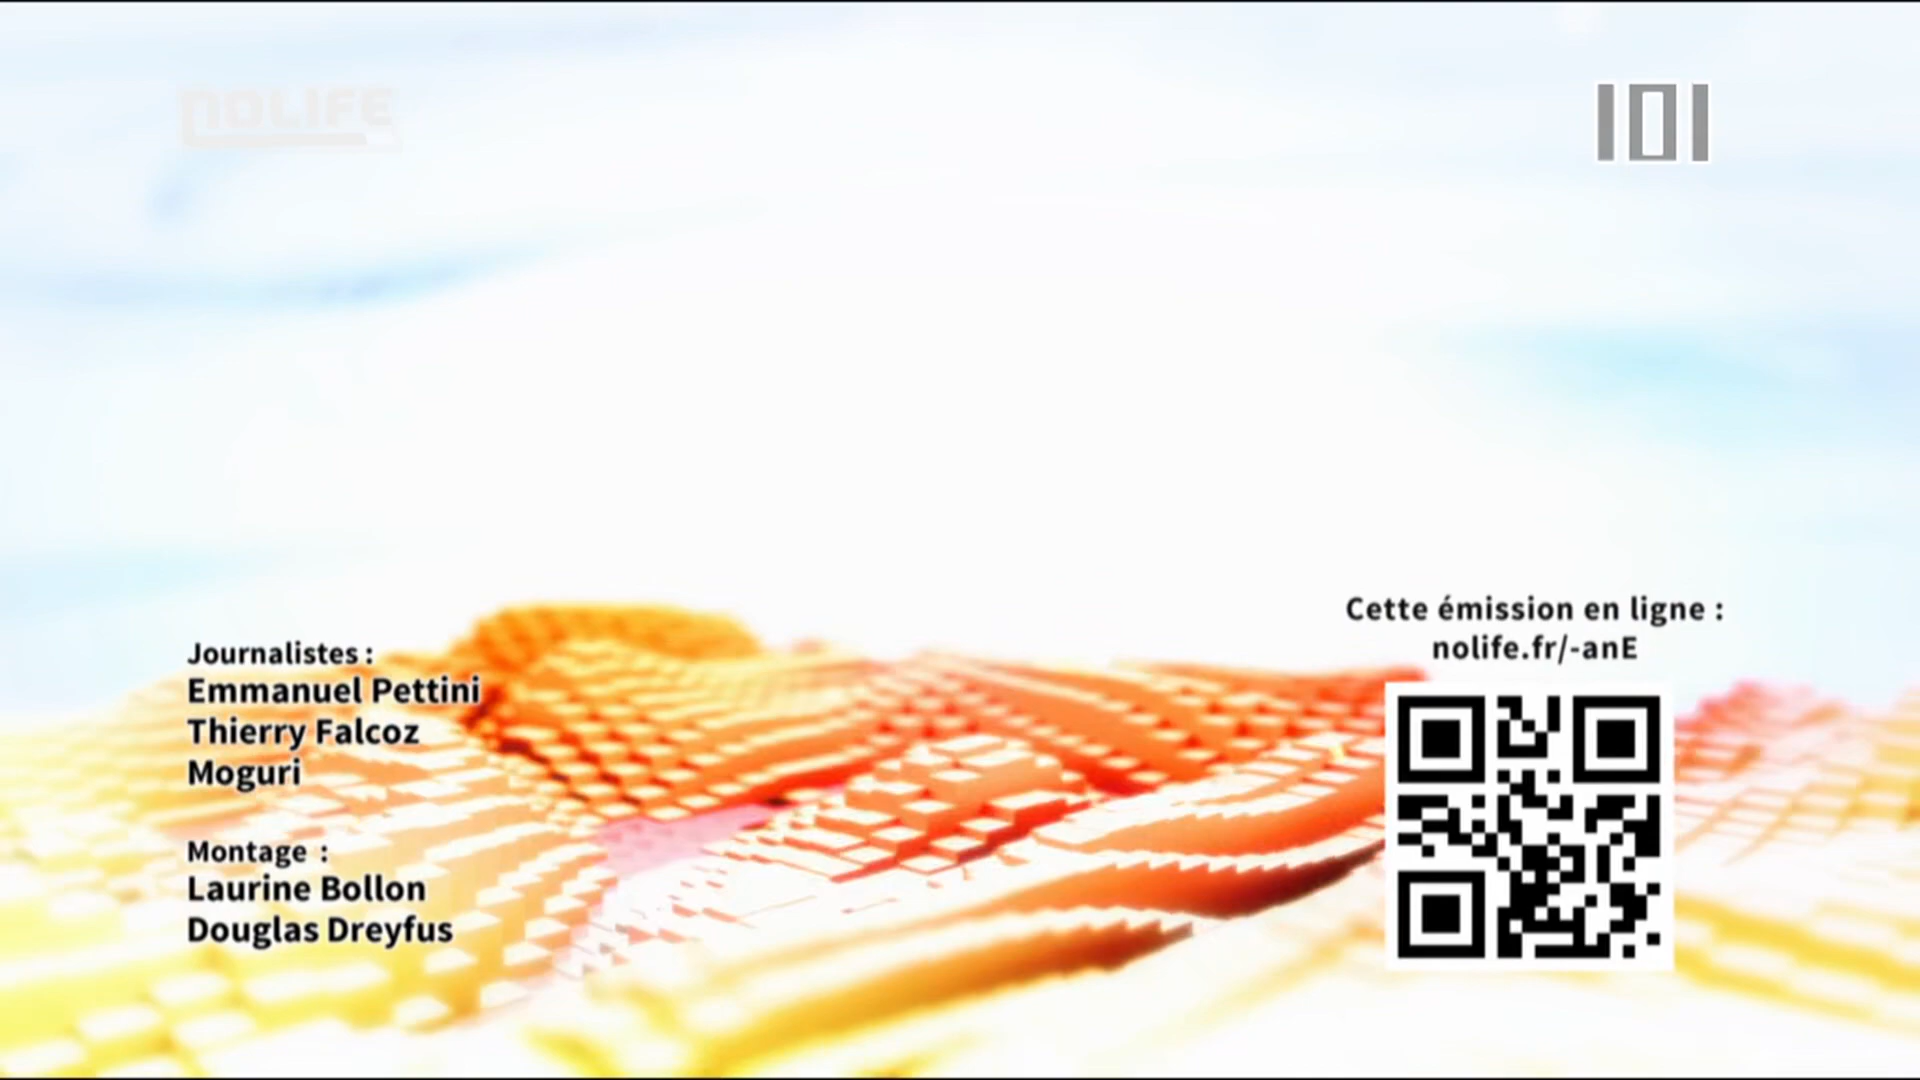 NOLIFE
101
Journalistes :
Emmanuel Pettini
Thierry Falcoz
Moguri
Montage :
Laurine Bollon
Douglas Dreyfus
Cette émission en ligne :
nolife.fr/-anE